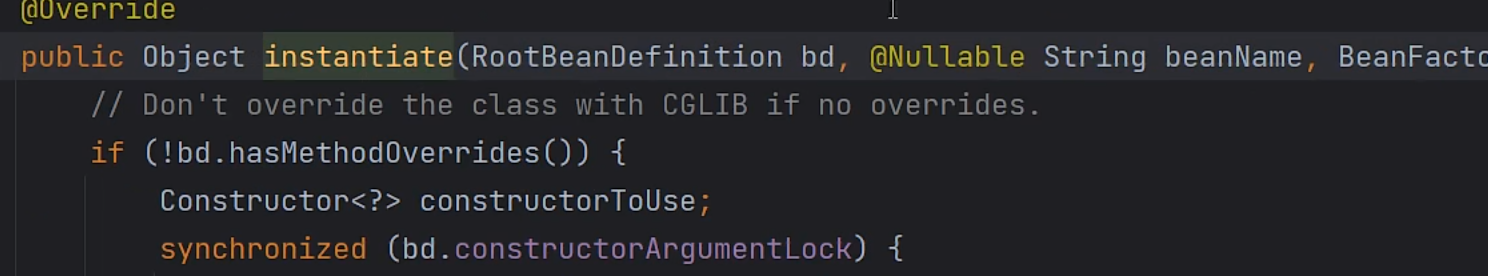 @Override
public Object instantiate(RootBeanDefinition bd, @Nullable String beanName, BeanFacto
// Don't override the class with CGLIB if no overrides.
if (!bd.hasMethodOverrides()) {
Constructor<?> constructorToUse;
synchronized (bd.constructorArgumentLock) {